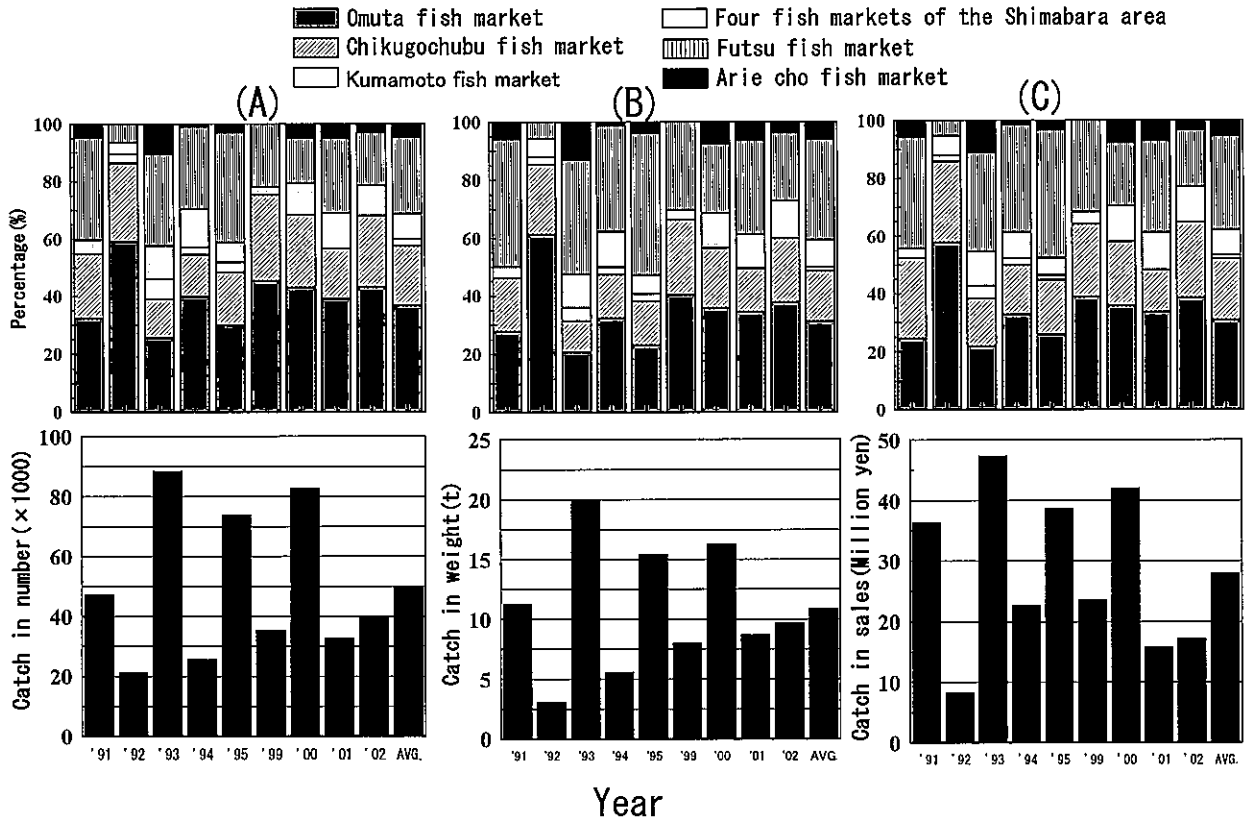 Omuta fish market
Four fish markets of the Shimabara area
Chikugochubu fish market
Futsu fish market
Kumamoto fish market
Arie cho fish market
(A)
(B)
(C)
Percentage(%)
100
80
60
40
20
0
100
80
60
40
20
0
100
80
60
40
20
0
Catch in number(×1000)
100
80
60
40
20
0
'91 '92 '93 '94 '95 '99 '00 '01 '02 AVG.
Catch in weight(t)
25
20
15
10
5
0
'91 '92 '93 '94 '95 '99 '00 '01 '02 AVG.
Catch in sales(Million yen)
50
40
30
20
10
0
'91 '92 '93 '94 '95 '99 '00 '01 '02 AVG.
Year